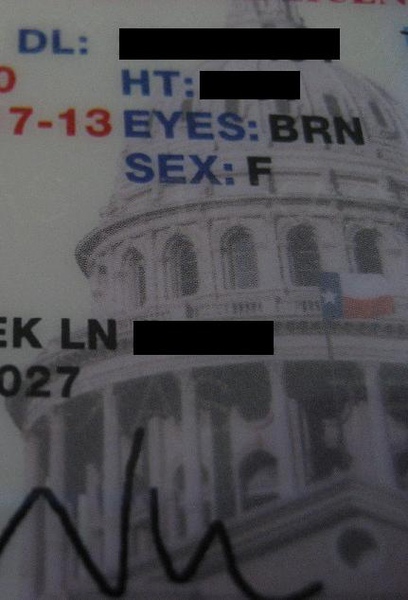 DL:
0 HT:
7-13 EYES: BRN
SEX: F
EK LN
027